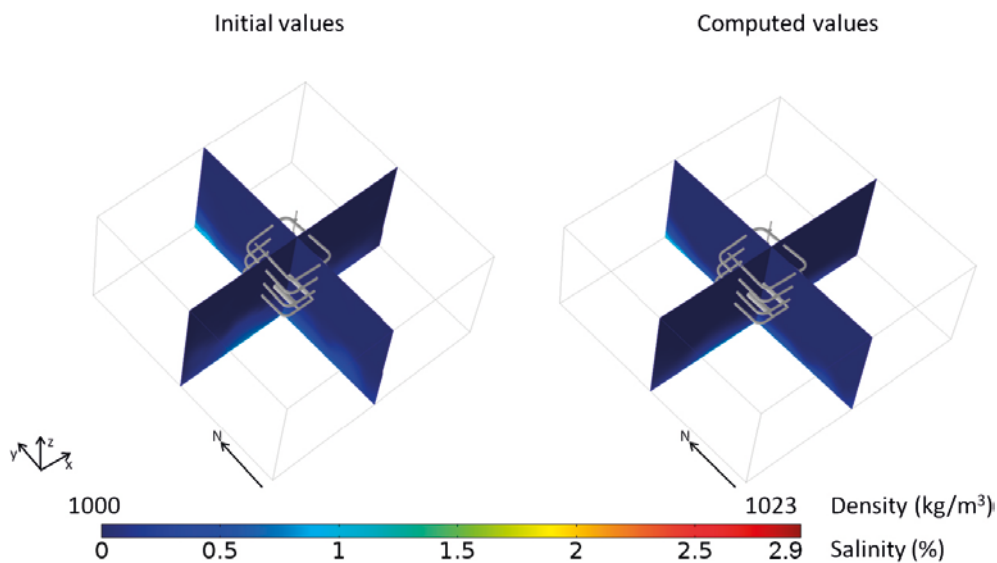 Initial values
Computed values
N
N
y z x
1000 1023 Density (kg/m³)
0 0.5 1 1.5 2 2.5 2.9 Salinity (%)